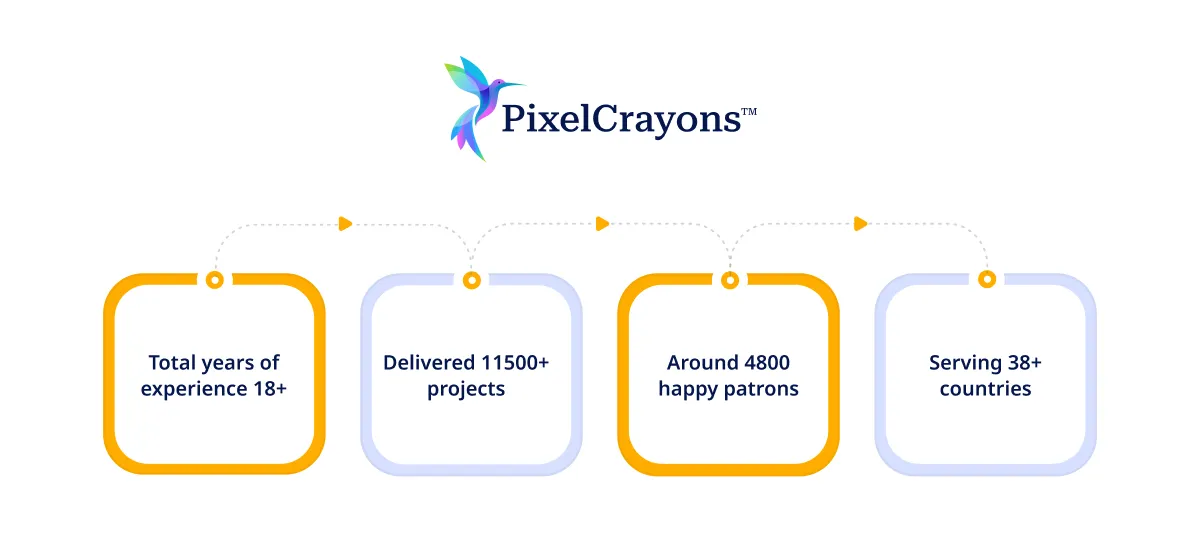 PixelCrayons™
Total years of
experience 18+
Delivered 11500+
projects
Around 4800
happy patrons
Serving 38+
countries